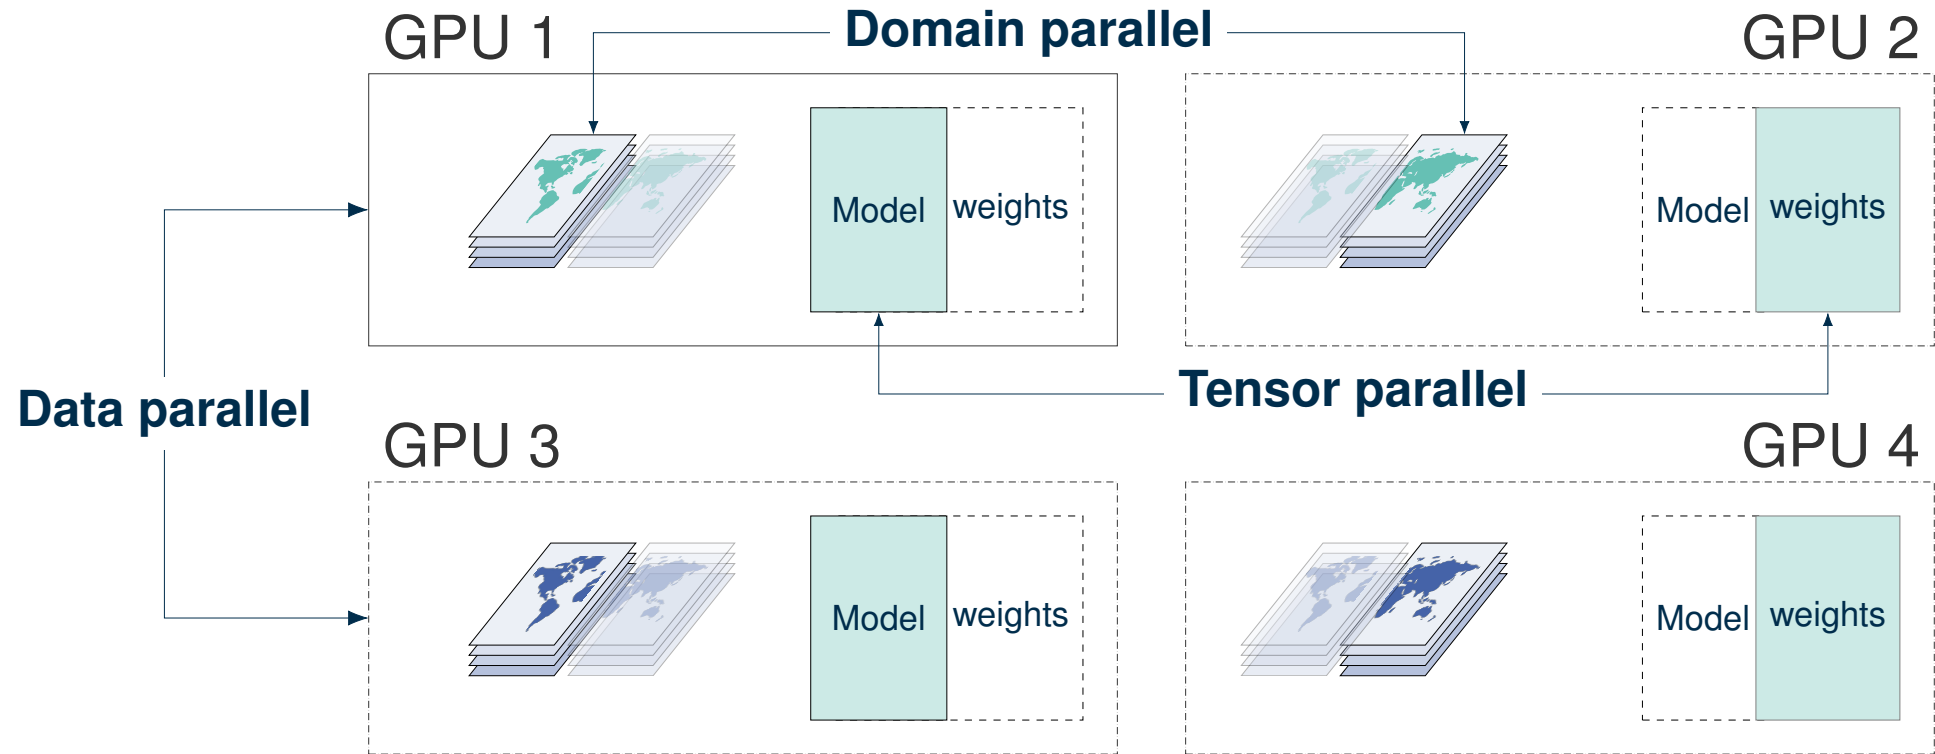 GPU 1
Domain parallel
GPU 2
Model weights
Model weights
Data parallel
Tensor parallel
GPU 3
GPU 4
Model weights
Model weights